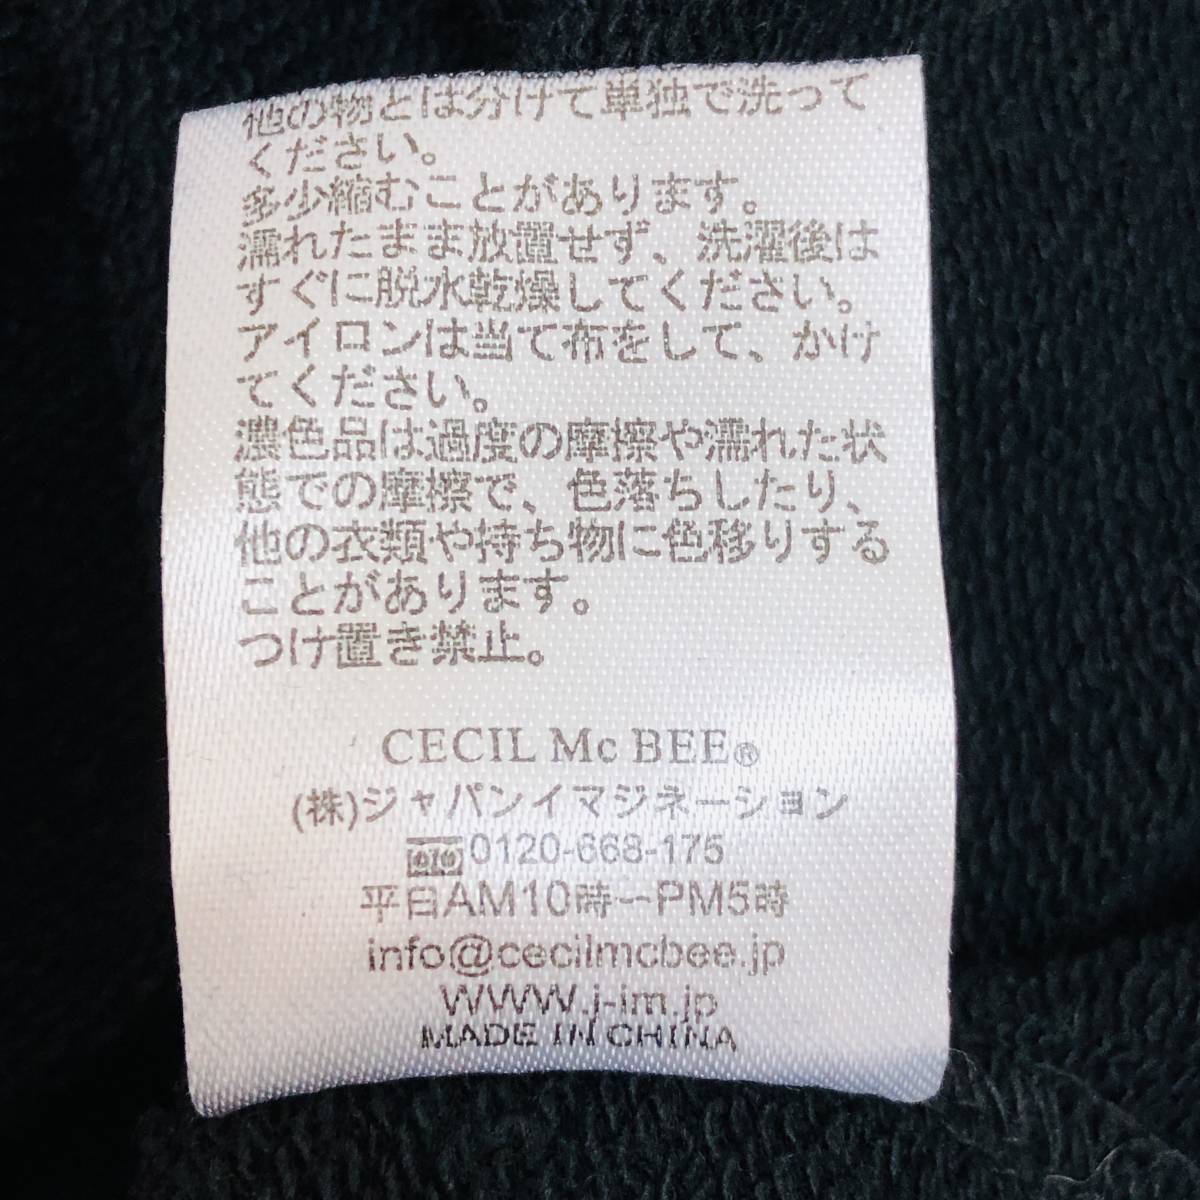 他の物とは分けて単独で洗って
ください。
多少縮むことがあります。
濡れたまま放置せず、洗濯後は
すぐに脱水乾燥してください。
アイロンは当て布をして、かけ
てください。
濃色品は過度の摩擦や濡れた状
態での摩擦で、色落ちしたり、
他の衣類や持ち物に色移りする
ことがあります。
つけ置き禁止。
CECIL Mc BEE®
(株)ジャパンイマジネーション
0120-668-175
平日AM10時ーPM5時
info@cecilmcbee.jp
www.j-im.jp
MADE IN CHINA